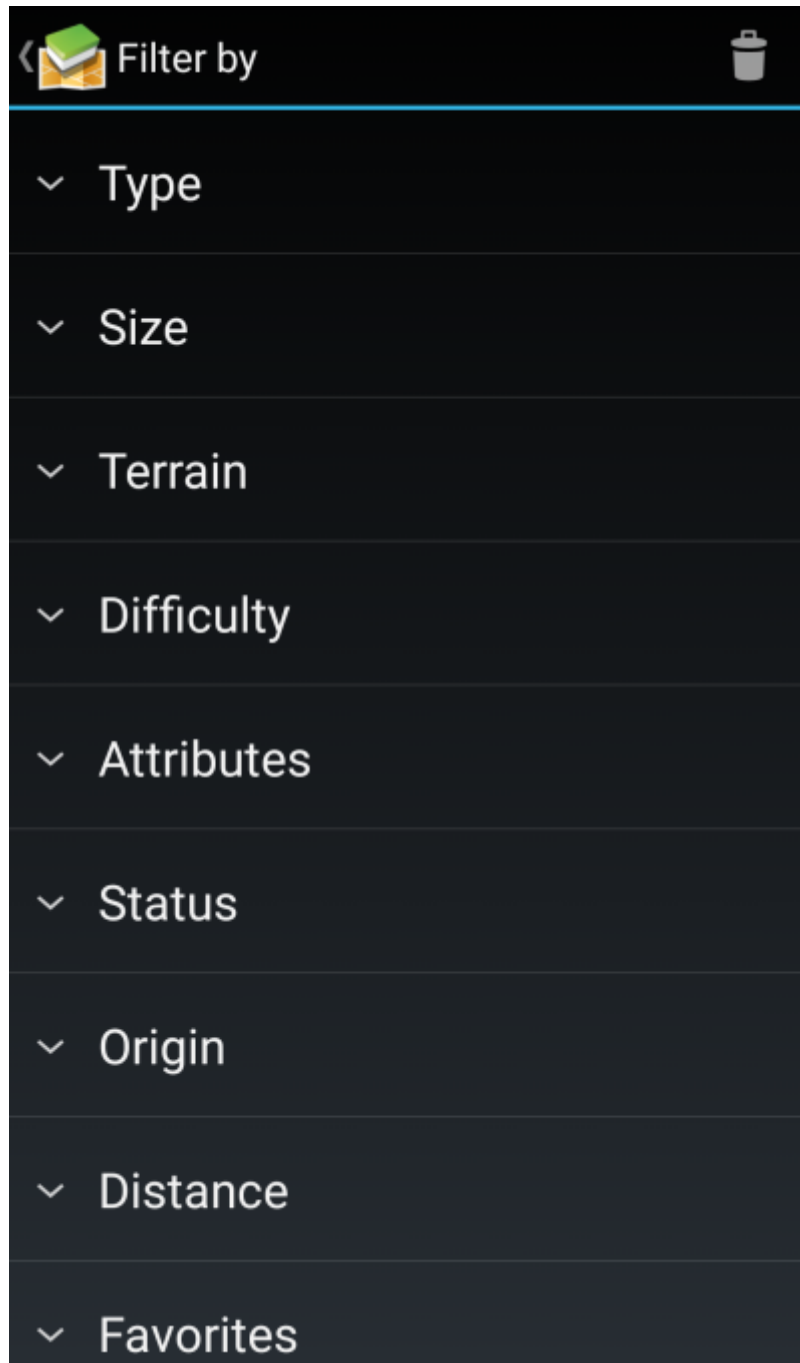 Filter by
Type
Size
Terrain
Difficulty
Attributes
Status
Origin
Distance
Favorites